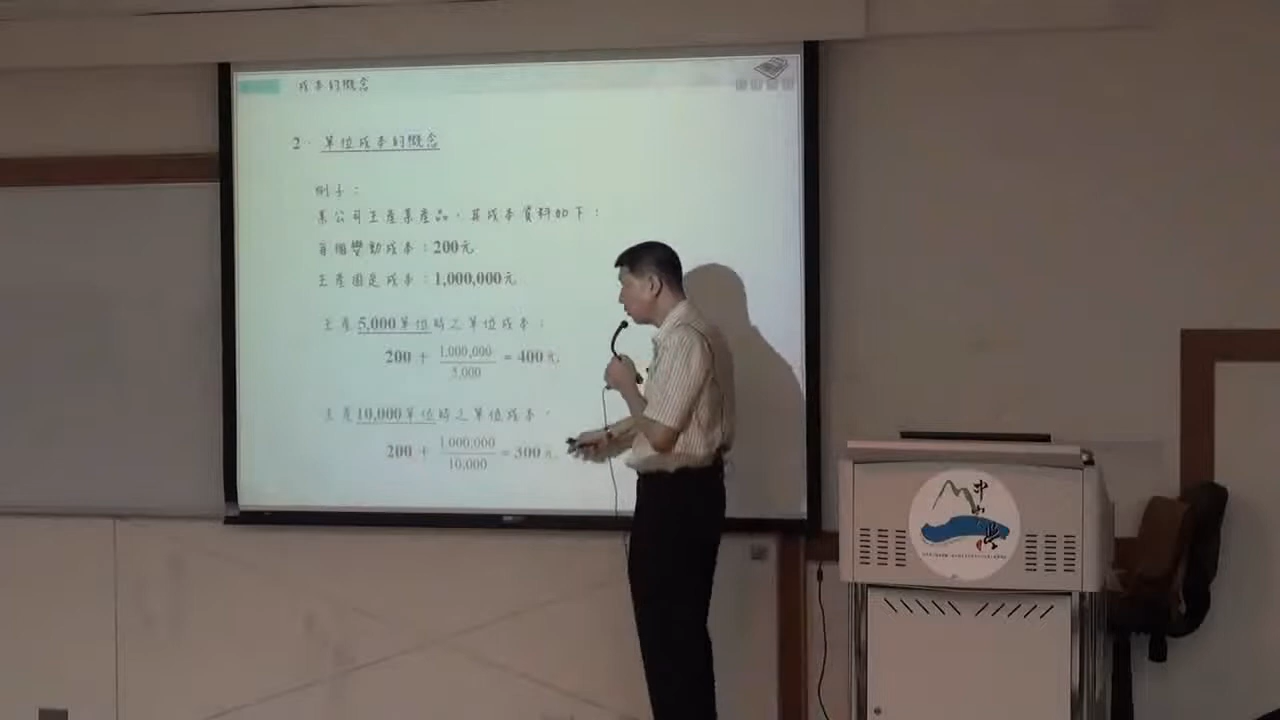 成本的概念
2. 單位成本的概念
例子：
某公司生產某產品，其成本資料如下：
每個變動成本：200元
生產固定成本：1,000,000元
生產5,000單位時之單位成本：
200 + 1,000,000/5,000 = 400元
生產10,000單位時之單位成本：
200 + 1,000,000/10,000 = 300元
中山大學